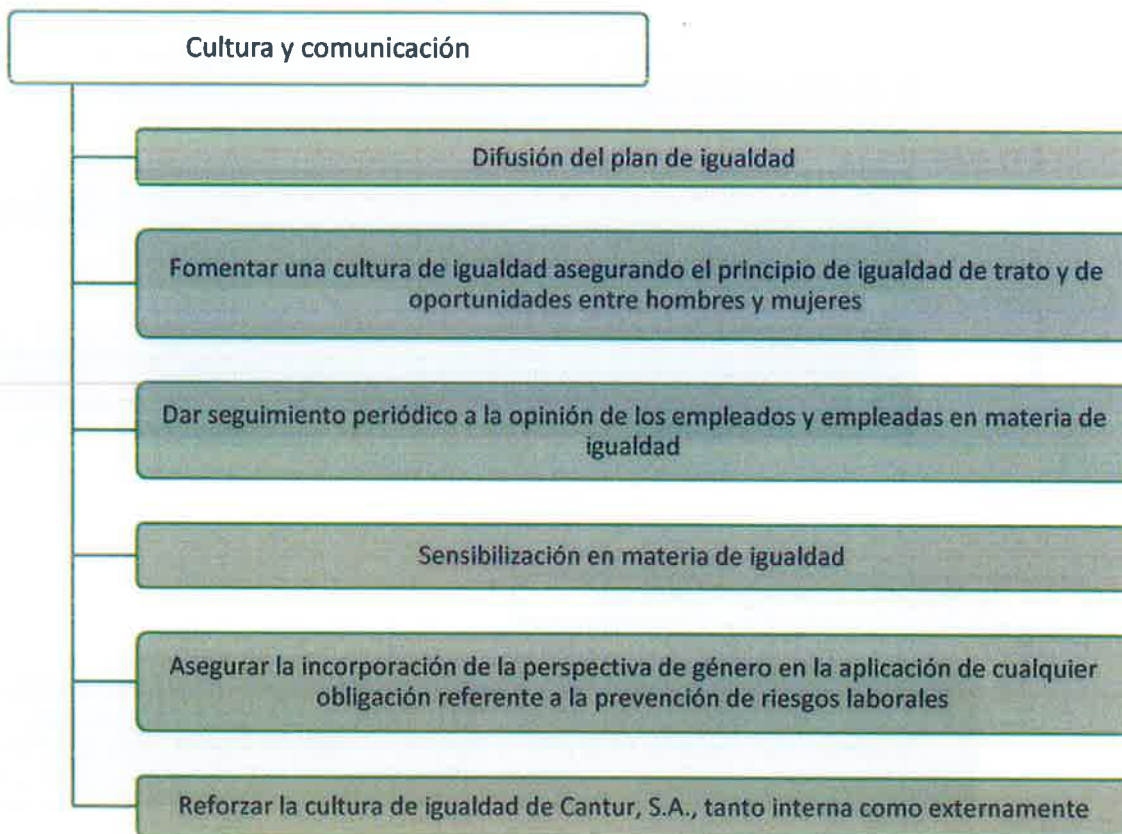 Cultura y comunicación
Difusión del plan de igualdad
Fomentar una cultura de igualdad asegurando el principio de igualdad de trato y de
oportunidades entre hombres y mujeres
Dar seguimiento periódico a la opinión de los empleados y empleadas en materia de
igualdad
Sensibilización en materia de igualdad
Asegurar la incorporación de la perspectiva de género en la aplicación de cualquier
obligación referente a la prevención de riesgos laborales
Reforzar la cultura de igualdad de Cantur, S.A., tanto interna como externamente